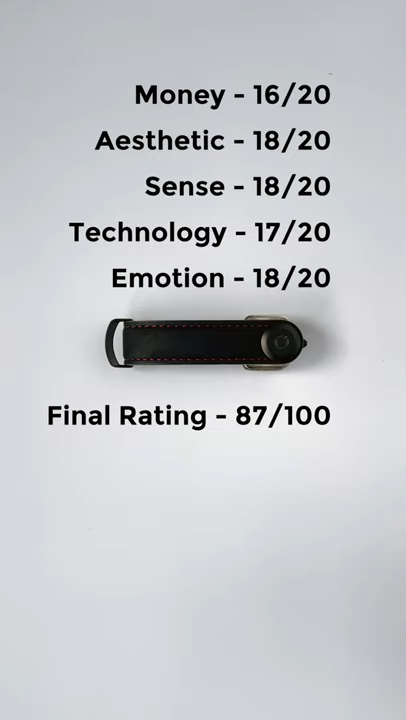 Money - 16/20
Aesthetic - 18/20
Sense - 18/20
Technology - 17/20
Emotion - 18/20
Final Rating - 87/100